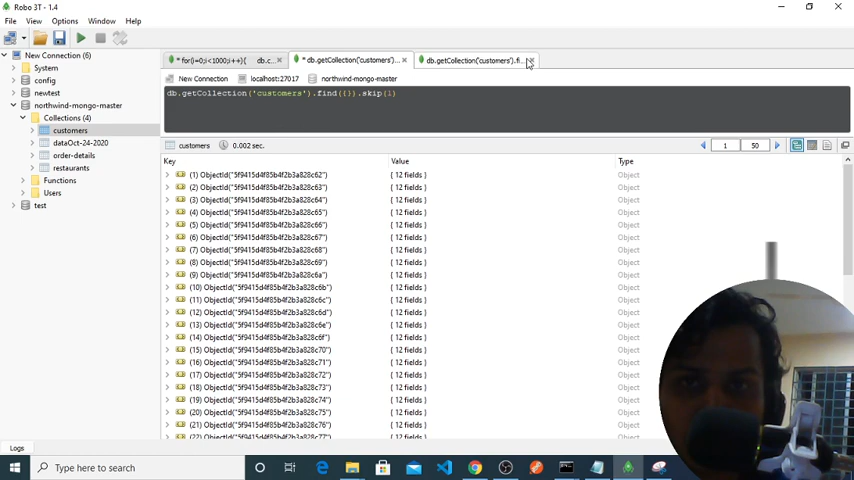 Robo 3T - 1.4
File View Options Window Help
New Connection (6)
System
config
newtest
northwind-mongo-master
Collections (4)
customers
dataOct-24-2020
order-details
restaurants
Functions
Users
test
* for(i=0;i<1000;i++){ db.c...
* db.getCollection('customers')....
db.getCollection('customers').fi...
New Connection localhost:27017 northwind-mongo-master
db.getCollection('customers').find({}).skip(1)
customers 0.002 sec. 1 50
Key Value Type
(1) ObjectId("5f9415d4f85b4f2b3a828c62") { 12 fields } Object
(2) ObjectId("5f9415d4f85b4f2b3a828c63") { 12 fields } Object
(3) ObjectId("5f9415d4f85b4f2b3a828c64") { 12 fields } Object
(4) ObjectId("5f9415d4f85b4f2b3a828c65") { 12 fields } Object
(5) ObjectId("5f9415d4f85b4f2b3a828c66") { 12 fields } Object
(6) ObjectId("5f9415d4f85b4f2b3a828c67") { 12 fields } Object
(7) ObjectId("5f9415d4f85b4f2b3a828c68") { 12 fields } Object
(8) ObjectId("5f9415d4f85b4f2b3a828c69") { 12 fields } Object
(9) ObjectId("5f9415d4f85b4f2b3a828c6a") { 12 fields } Object
(10) ObjectId("5f9415d4f85b4f2b3a828c6b") { 12 fields } Object
(11) ObjectId("5f9415d4f85b4f2b3a828c6c") { 12 fields } Object
(12) ObjectId("5f9415d4f85b4f2b3a828c6d") { 12 fields } Object
(13) ObjectId("5f9415d4f85b4f2b3a828c6e") { 12 fields } Object
(14) ObjectId("5f9415d4f85b4f2b3a828c6f") { 12 fields } Object
(15) ObjectId("5f9415d4f85b4f2b3a828c70") { 12 fields } Object
(16) ObjectId("5f9415d4f85b4f2b3a828c71") { 12 fields } Object
(17) ObjectId("5f9415d4f85b4f2b3a828c72") { 12 fields } Object
(18) ObjectId("5f9415d4f85b4f2b3a828c73") { 12 fields } Object
(19) ObjectId("5f9415d4f85b4f2b3a828c74") { 12 fields } Object
(20) ObjectId("5f9415d4f85b4f2b3a828c75") { 12 fields } Object
(21) ObjectId("5f9415d4f85b4f2b3a828c76") { 12 fields } Object
(22) ObjectId("5f9415d4f85b4f2b3a828c77") { 12 fields } Object
Logs
Type here to search